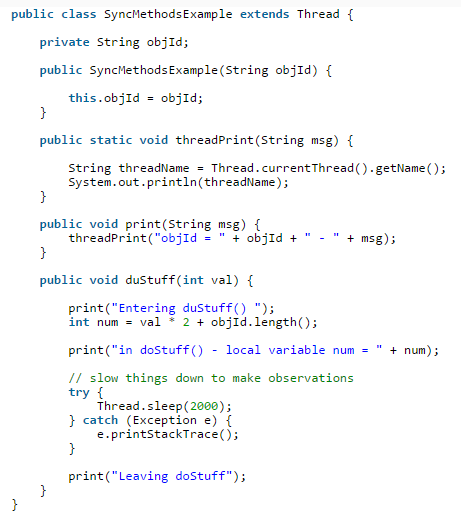 public class SyncMethodsExample extends Thread {
private String objId;
public SyncMethodsExample(String objId) {
this.objId = objId;
}
public static void threadPrint(String msg) {
String threadName = Thread.currentThread().getName();
System.out.println(threadName);
}
public void print(String msg) {
threadPrint("objId = " + objId + " - " + msg);
}
public void duStuff(int val) {
print("Entering duStuff() ");
int num = val * 2 + objId.length();
print("in doStuff() - local variable num = " + num);
// slow things down to make observations
try {
Thread.sleep(2000);
} catch (Exception e) {
e.printStackTrace();
}
print("Leaving doStuff");
}
}